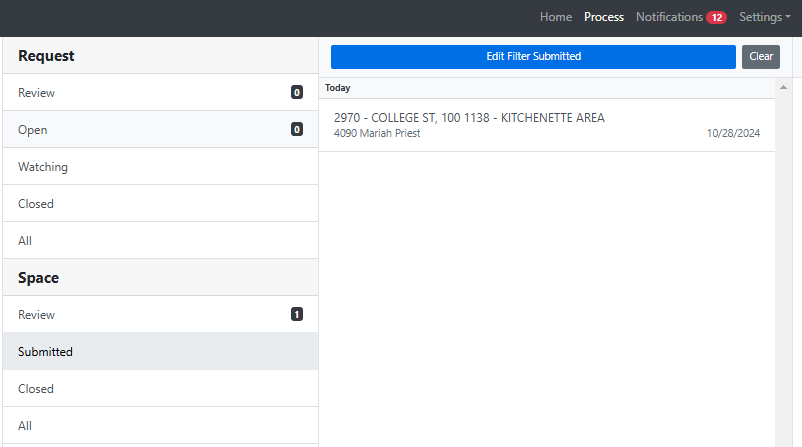 Home Process Notifications 12 Settings
Request
Review 0
Open 0
Watching
Closed
All
Space
Review 1
Submitted
Closed
All
Edit Filter Submitted Clear
Today
2970 - COLLEGE ST, 100 1138 - KITCHENETTE AREA
4090 Mariah Priest 10/28/2024